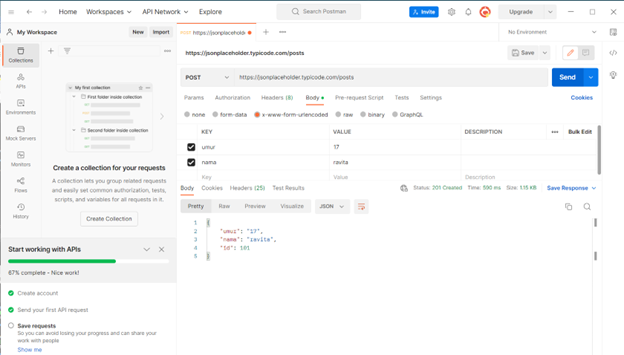 Home Workspaces API Network Explore
Search Postman
Invite
Upgrade
My Workspace
New Import
POST https://jsonplaceholder.
No Environment
https://jsonplaceholder.typicode.com/posts
Save
POST
https://jsonplaceholder.typicode.com/posts
Send
Params Authorization Headers (8) Body Pre-request Script Tests Settings
Cookies
none form-data x-www-form-urlencoded raw binary GraphQL
KEY VALUE DESCRIPTION
Bulk Edit
umur 17
nama ravita
Key Value Description
Body Cookies Headers (25) Test Results
Status: 201 Created Time: 590 ms Size: 1.15 KB Save Response
Pretty Raw Preview Visualize JSON
1 {
2 "umur": "17",
3 "nama": "ravita",
4 "id": 101
5 }
Collections
APIs
Environments
Mock Servers
Monitors
Flows
History
My first collection
First folder inside collection
Second folder inside collection
Create a collection for your requests
A collection lets you group related requests
and easily set common authorization, tests,
scripts, and variables for all requests in it.
Create Collection
Start working with APIs
67% complete - Nice work!
Create account
Send your first API request
Save requests
So you can avoid losing your progress and can share your
work with people
Show me